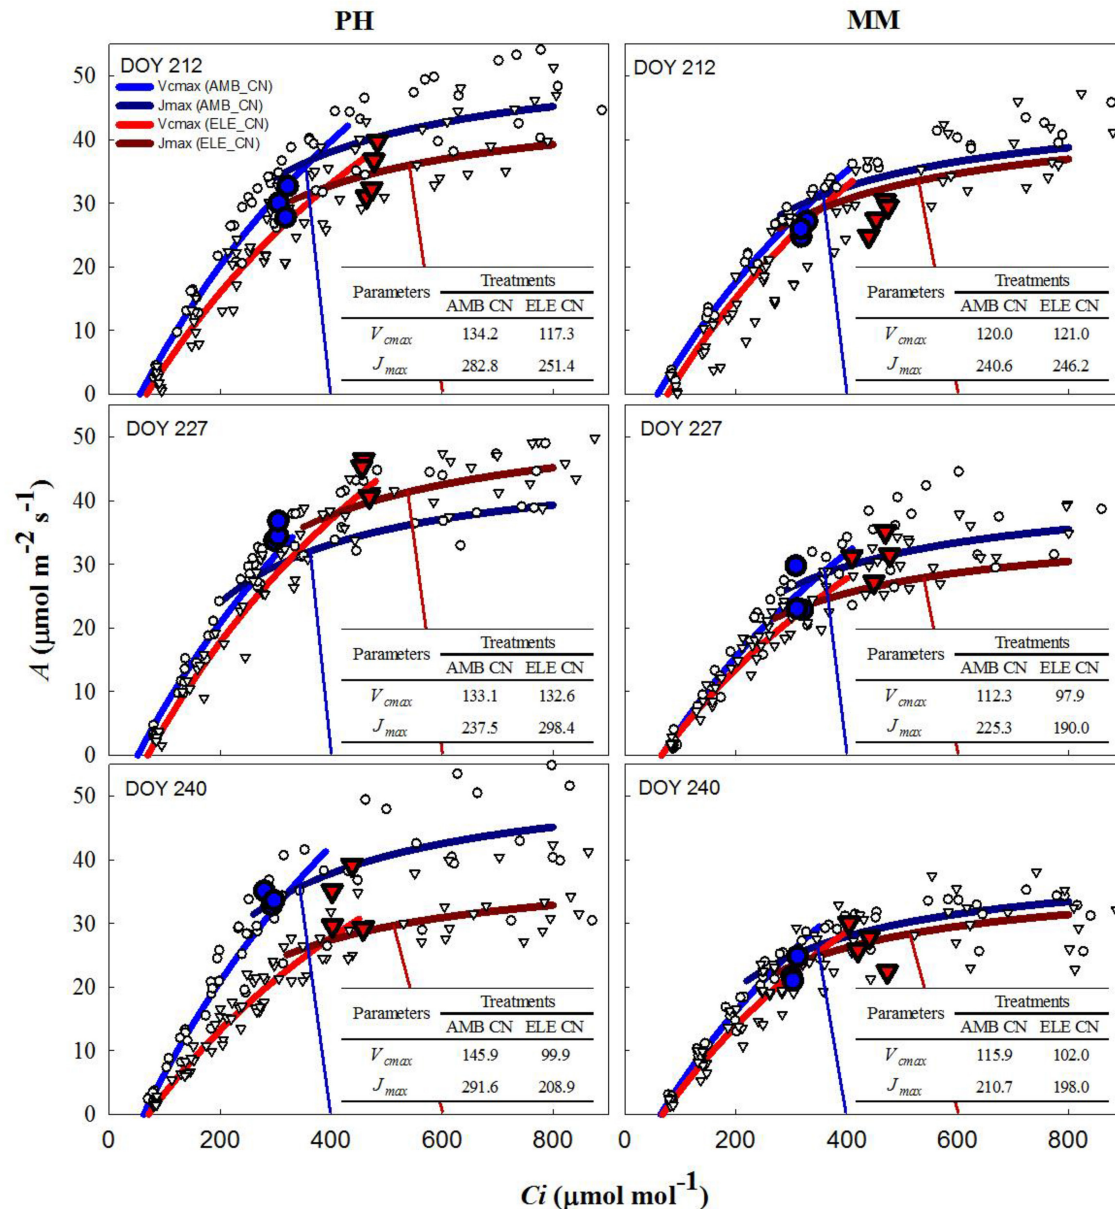 PH
MM
DOY 212
Vcmax (AMB_CN)
Jmax (AMB_CN)
Vcmax (ELE_CN)
Jmax (ELE_CN)
50
40
30
20
10
0
Parameters
Treatments
AMB CN ELE CN
Vcmax 134.2 117.3
Jmax 282.8 251.4
DOY 212
Parameters
Treatments
AMB CN ELE CN
Vcmax 120.0 121.0
Jmax 240.6 246.2
DOY 227
50
40
30
20
10
0
Parameters
Treatments
AMB CN ELE CN
Vcmax 133.1 132.6
Jmax 237.5 298.4
DOY 227
Parameters
Treatments
AMB CN ELE CN
Vcmax 112.3 97.9
Jmax 225.3 190.0
A (μmol m⁻² s⁻¹)
DOY 240
50
40
30
20
10
0
Parameters
Treatments
AMB CN ELE CN
Vcmax 145.9 99.9
Jmax 291.6 208.9
DOY 240
Parameters
Treatments
AMB CN ELE CN
Vcmax 115.9 102.0
Jmax 210.7 198.0
0 200 400 600 800
0 200 400 600 800
Ci (μmol mol⁻¹)